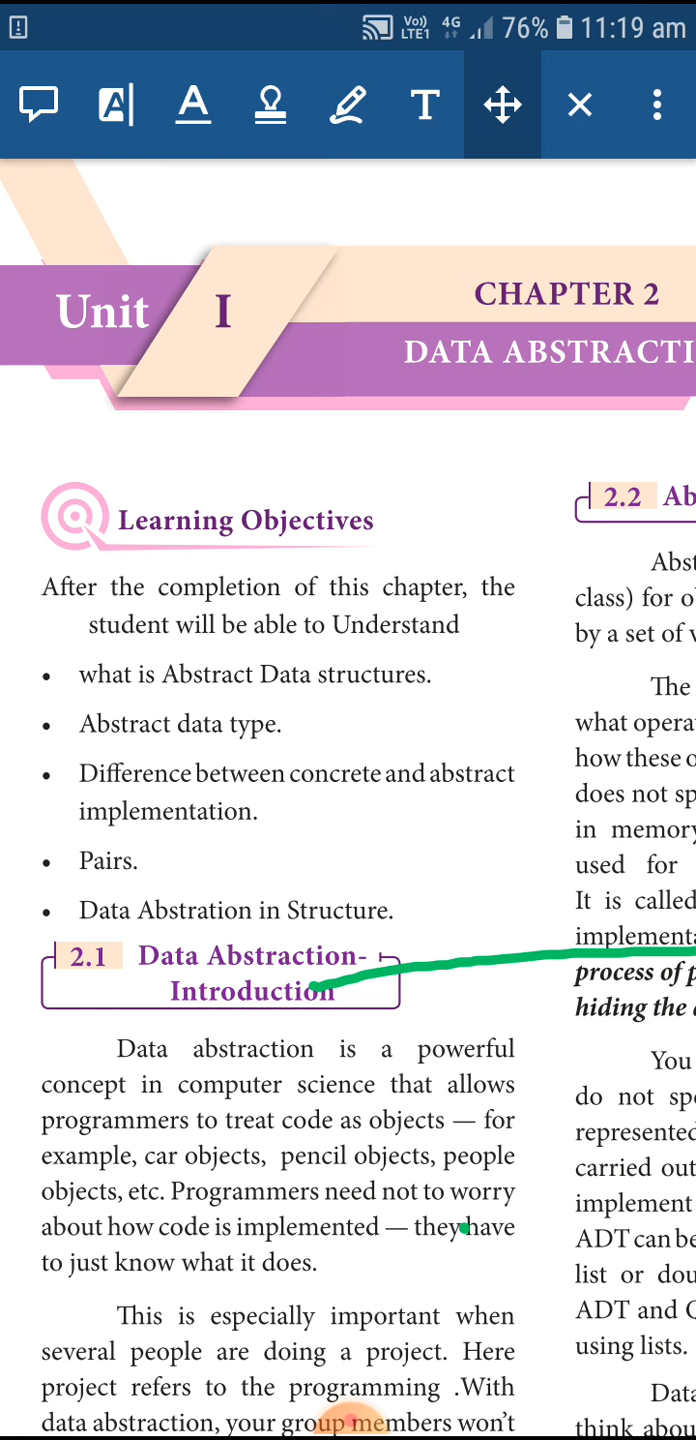 Vo))
LTE1
4G
76%
11:19 am
A
A
T
Unit I
CHAPTER 2
DATA ABSTRACTI
Learning Objectives
After the completion of this chapter, the
student will be able to Understand
• what is Abstract Data structures.
• Abstract data type.
• Difference between concrete and abstract
implementation.
• Pairs.
• Data Abstration in Structure.
2.1 Data Abstraction-
Introduction
Data abstraction is a powerful
concept in computer science that allows
programmers to treat code as objects — for
example, car objects, pencil objects, people
objects, etc. Programmers need not to worry
about how code is implemented — they have
to just know what it does.
This is especially important when
several people are doing a project. Here
project refers to the programming .With
data abstraction, your group members won't
2.2 Ab
Abst
class) for o
by a set of v
The
what opera
how these o
does not sp
in memory
used for
It is called
implementa
process of p
hiding the
You
do not spe
represented
carried out
implement
ADT can be
list or dou
ADT and
using lists.
Data
think abou